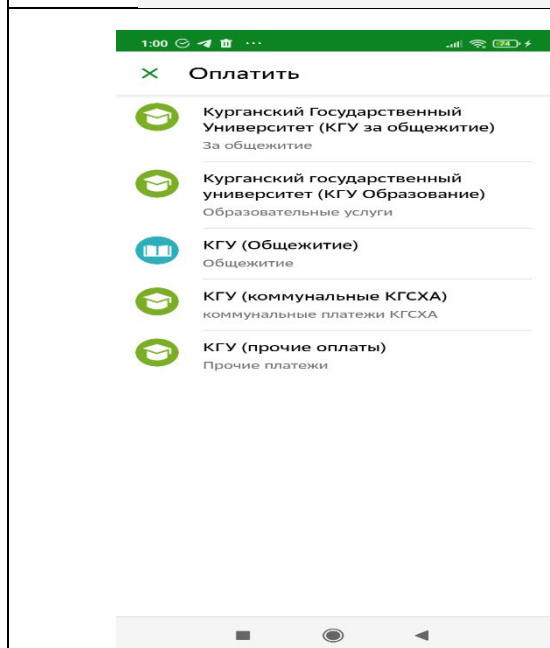 1:00
74
Оплатить
Курганский Государственный
Университет (КГУ за общежитие)
За общежитие
Курганский государственный
университет (КГУ Образование)
Образовательные услуги
КГУ (Общежитие)
Общежитие
КГУ (коммунальные КГСХА)
коммунальные платежи КГСХА
КГУ (прочие оплаты)
Прочие платежи